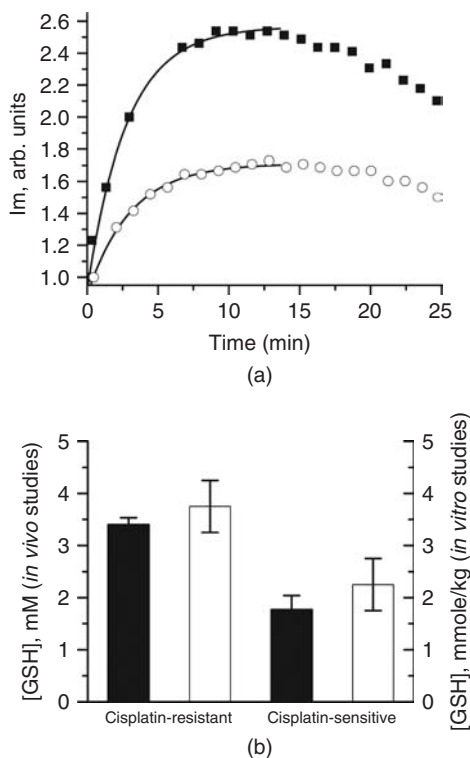 Im, arb. units
2.6
2.4
2.2
2.0
1.8
1.6
1.4
1.2
1.0
0 5 10 15 20 25
Time (min)
(a)
[GSH], mM (in vivo studies)
5
4
3
2
1
0
5
4
3
2
1
0
[GSH], mmole/kg (in vitro studies)
Cisplatin-resistant Cisplatin-sensitive
(b)